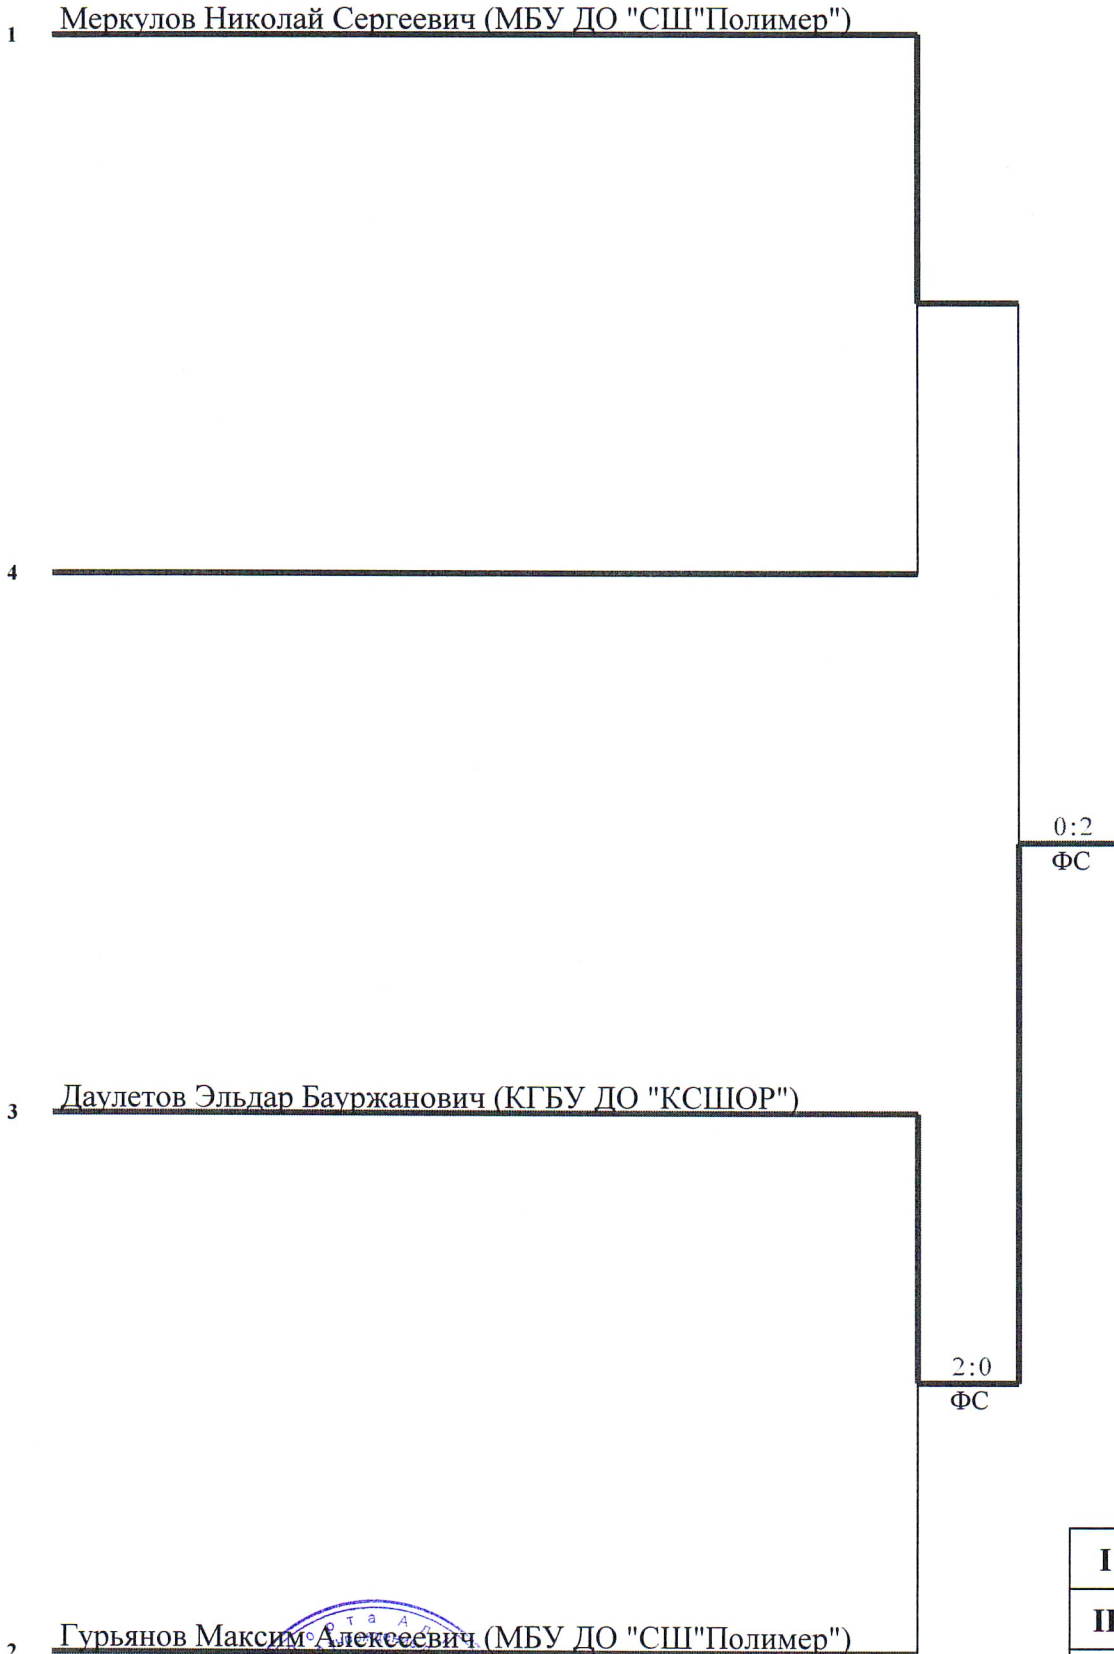 1 Меркулов Николай Сергеевич (МБУ ДО "СШ"Полимер")
4
0:2
ФС
3 Даулетов Эльдар Бауржанович (КГБУ ДО "КСШОР")
2:0
ФС
I
II
2 Гурьянов Максим Алексеевич (МБУ ДО "СШ"Полимер")